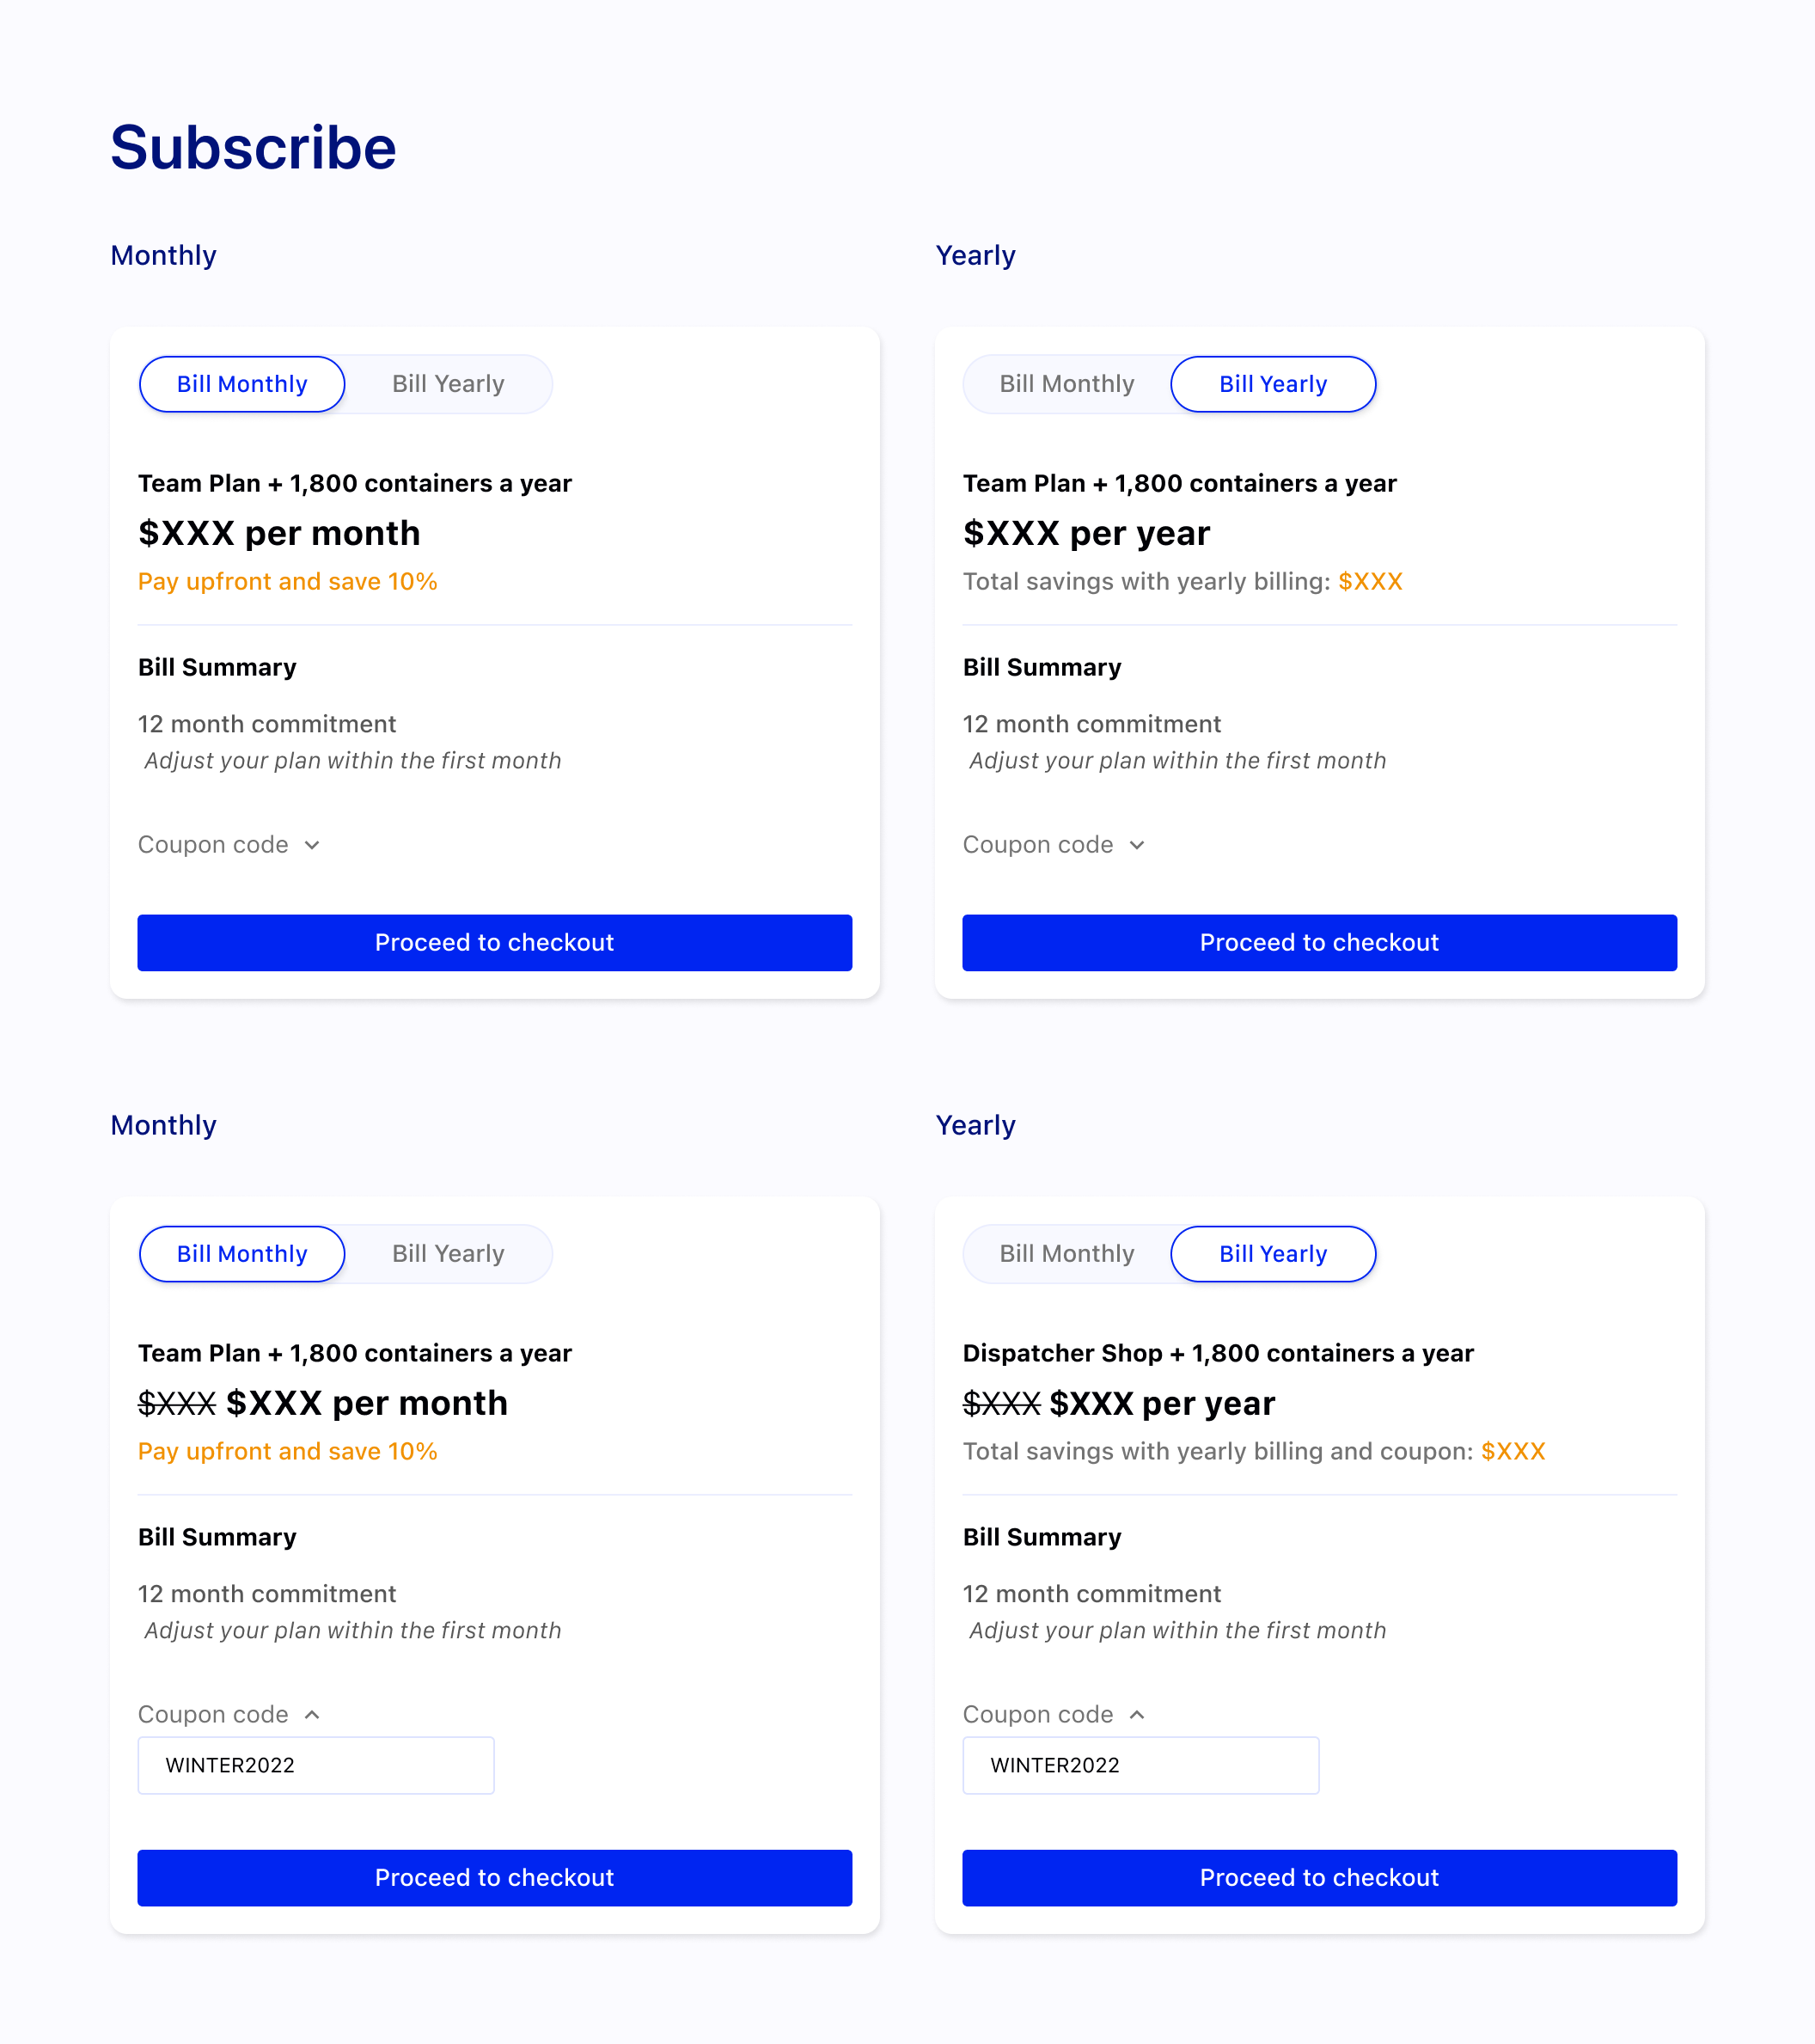 Subscribe
Monthly
Bill Monthly Bill Yearly
Team Plan + 1,800 containers a year
$XXX per month
Pay upfront and save 10%
Bill Summary
12 month commitment
Adjust your plan within the first month
Coupon code
Proceed to checkout
Yearly
Bill Monthly Bill Yearly
Team Plan + 1,800 containers a year
$XXX per year
Total savings with yearly billing: $XXX
Bill Summary
12 month commitment
Adjust your plan within the first month
Coupon code
Proceed to checkout
Monthly
Bill Monthly Bill Yearly
Team Plan + 1,800 containers a year
$XXX $XXX per month
Pay upfront and save 10%
Bill Summary
12 month commitment
Adjust your plan within the first month
Coupon code
WINTER2022
Proceed to checkout
Yearly
Bill Monthly Bill Yearly
Dispatcher Shop + 1,800 containers a year
$XXX $XXX per year
Total savings with yearly billing and coupon: $XXX
Bill Summary
12 month commitment
Adjust your plan within the first month
Coupon code
WINTER2022
Proceed to checkout